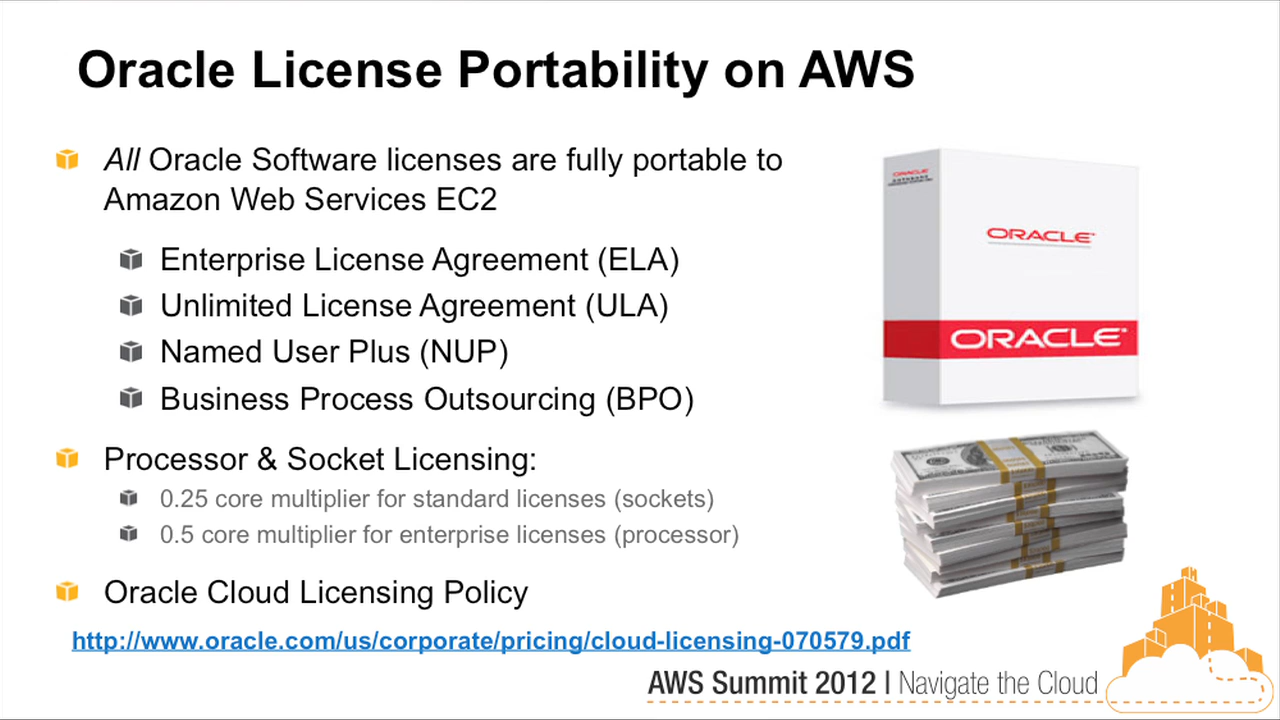 Oracle License Portability on AWS
All Oracle Software licenses are fully portable to
Amazon Web Services EC2
Enterprise License Agreement (ELA)
Unlimited License Agreement (ULA)
Named User Plus (NUP)
Business Process Outsourcing (BPO)
Processor & Socket Licensing:
0.25 core multiplier for standard licenses (sockets)
0.5 core multiplier for enterprise licenses (processor)
Oracle Cloud Licensing Policy
http://www.oracle.com/us/corporate/pricing/cloud-licensing-070579.pdf
ORACLE
DATABASE
ORACLE
ORACLE
AWS Summit 2012 | Navigate the Cloud